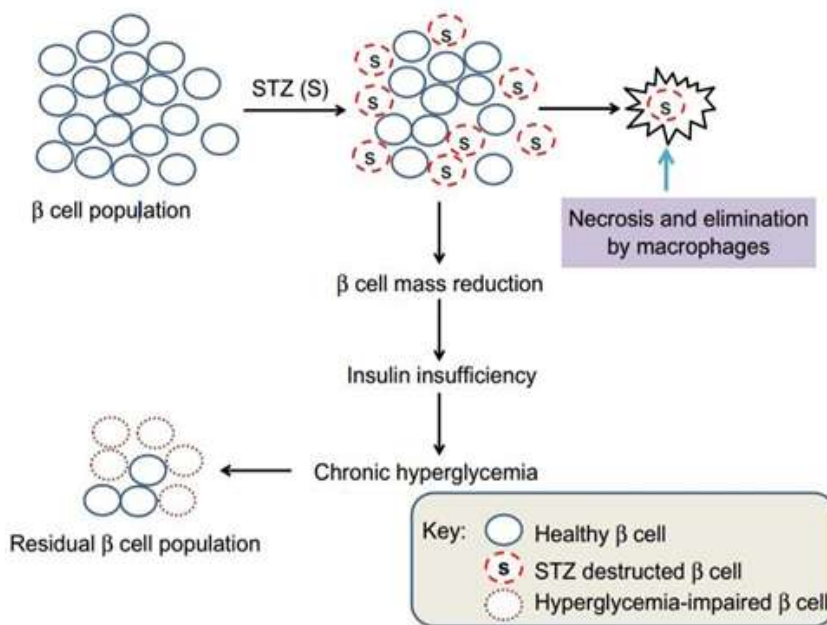 STZ (S)
S
S
S
S
S
S
S
S
S
S
β cell population
Necrosis and elimination
by macrophages
β cell mass reduction
Insulin insufficiency
Chronic hyperglycemia
Residual β cell population
Key:
Healthy β cell
S
STZ destructed β cell
Hyperglycemia-impaired β cell